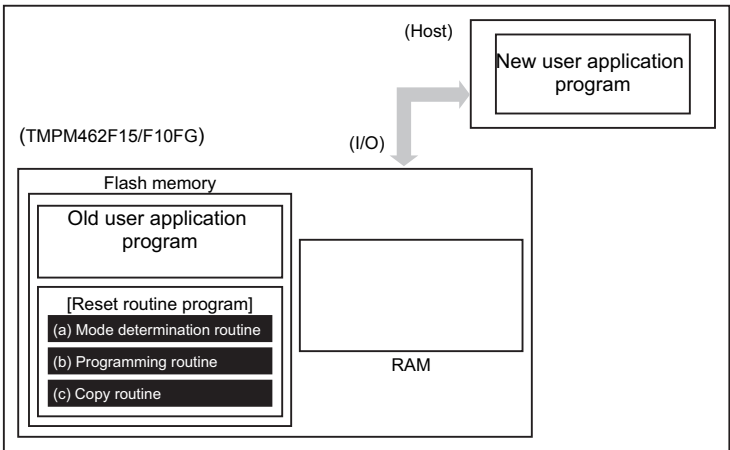 (Host)
New user application
program
(TMPM462F15/F10FG)
(I/O)
Flash memory
Old user application
program
[Reset routine program]
(a) Mode determination routine
(b) Programming routine
(c) Copy routine
RAM